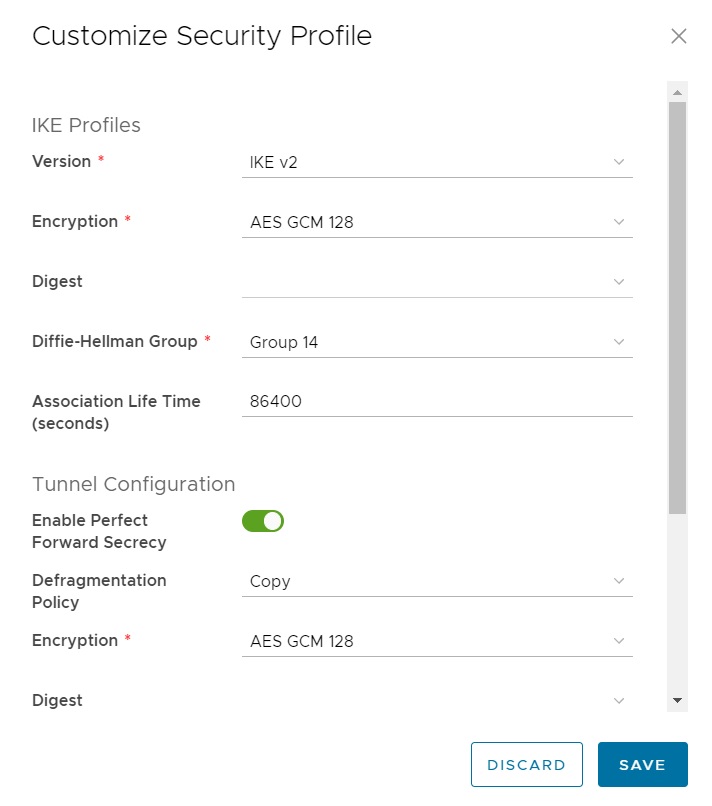 Customize Security Profile
IKE Profiles
Version *
IKE v2
Encryption *
AES GCM 128
Digest
Diffie-Hellman Group *
Group 14
Association Life Time
(seconds)
86400
Tunnel Configuration
Enable Perfect
Forward Secrecy
Defragmentation
Policy
Copy
Encryption *
AES GCM 128
Digest
DISCARD
SAVE